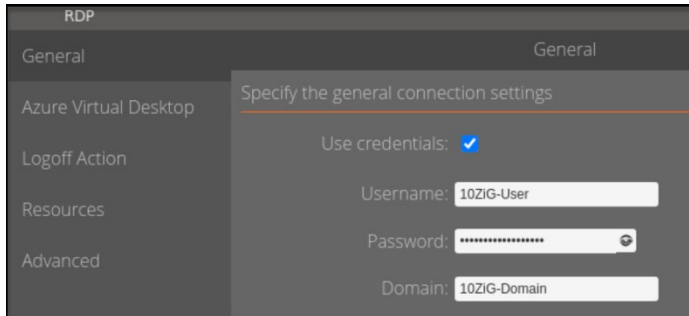 RDP
General
Azure Virtual Desktop
Logoff Action
Resources
Advanced
General
Specify the general connection settings
Use credentials:
Username: 10ZiG-User
Password: ••••••••••••••••••
Domain: 10ZiG-Domain